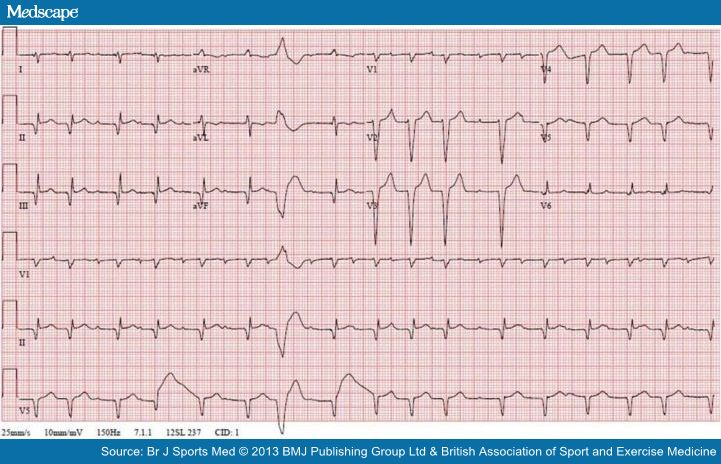 Medscape
I aVR V1 V4
II aVL V2 V5
III aVF V3 V6
V1
II
V5
25mm/s 10mm/mV 150Hz 7.1.1 12SL 237 CID: 1
Source: Br J Sports Med © 2013 BMJ Publishing Group Ltd & British Association of Sport and Exercise Medicine